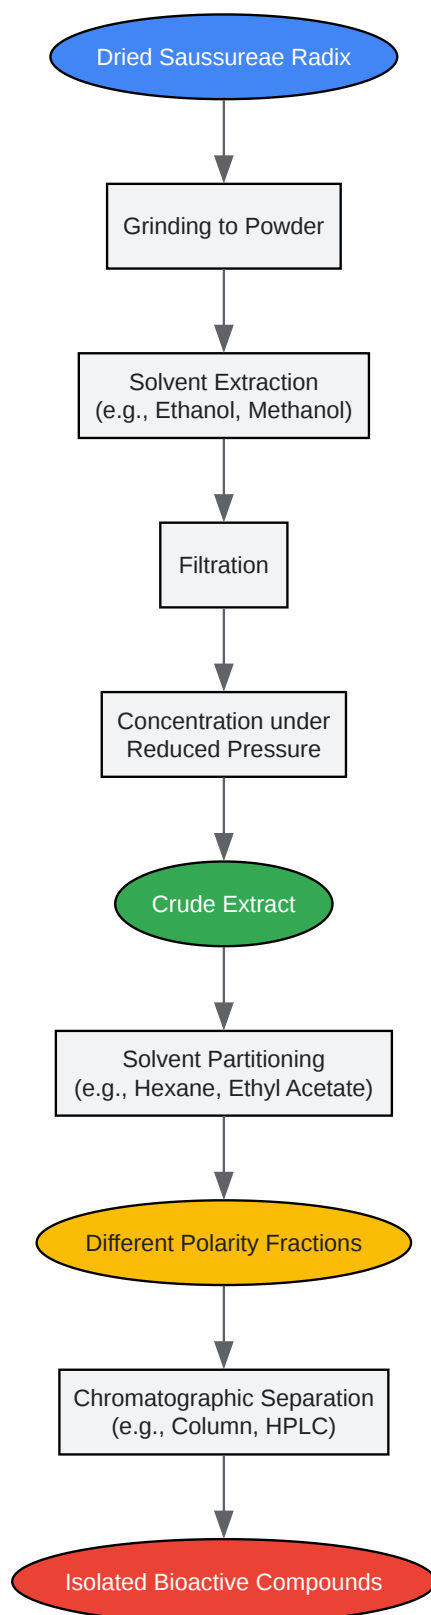 Dried Saussureae Radix
Grinding to Powder
Solvent Extraction
(e.g., Ethanol, Methanol)
Filtration
Concentration under
Reduced Pressure
Crude Extract
Solvent Partitioning
(e.g., Hexane, Ethyl Acetate)
Different Polarity Fractions
Chromatographic Separation
(e.g., Column, HPLC)
Isolated Bioactive Compounds